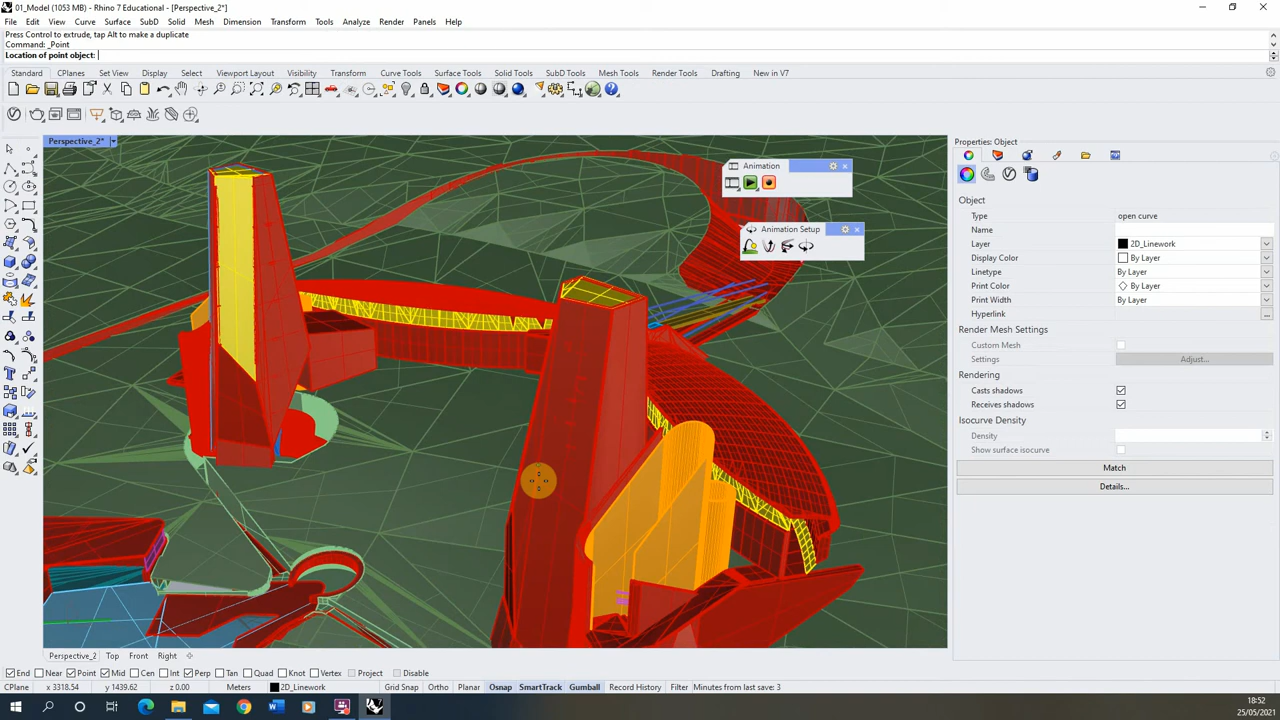 01_Model (1053 MB) - Rhino 7 Educational - [Perspective_2*]
File Edit View Curve Surface SubD Solid Mesh Dimension Transform Tools Analyze Render Panels Help
Press Control to extrude, tap Alt to make a duplicate
Command: _Point
Location of point object:
Standard CPlanes Set View Display Select Viewport Layout Visibility Transform Curve Tools Surface Tools Solid Tools SubD Tools Mesh Tools Render Tools Drafting New in V7
Perspective_2*
Animation
Animation Setup
Properties: Object
Object
Type open curve
Name
Layer 2D_Linework
Display Color By Layer
Linetype By Layer
Print Color By Layer
Print Width By Layer
Hyperlink ...
Render Mesh Settings
Custom Mesh
Settings Adjust...
Rendering
Casts shadows
Receives shadows
Isocurve Density
Density
Show surface isocurve
Match
Details...
Perspective_2 Top Front Right
End Near Point Mid Cen Int Perp Tan Quad Knot Vertex Project Disable
CPlane x 3318.54 y 1439.62 z 0.00 Meters 2D_Linework Grid Snap Ortho Planar Osnap SmartTrack Gumball Record History Filter Minutes from last save: 3
18:52
25/05/2021